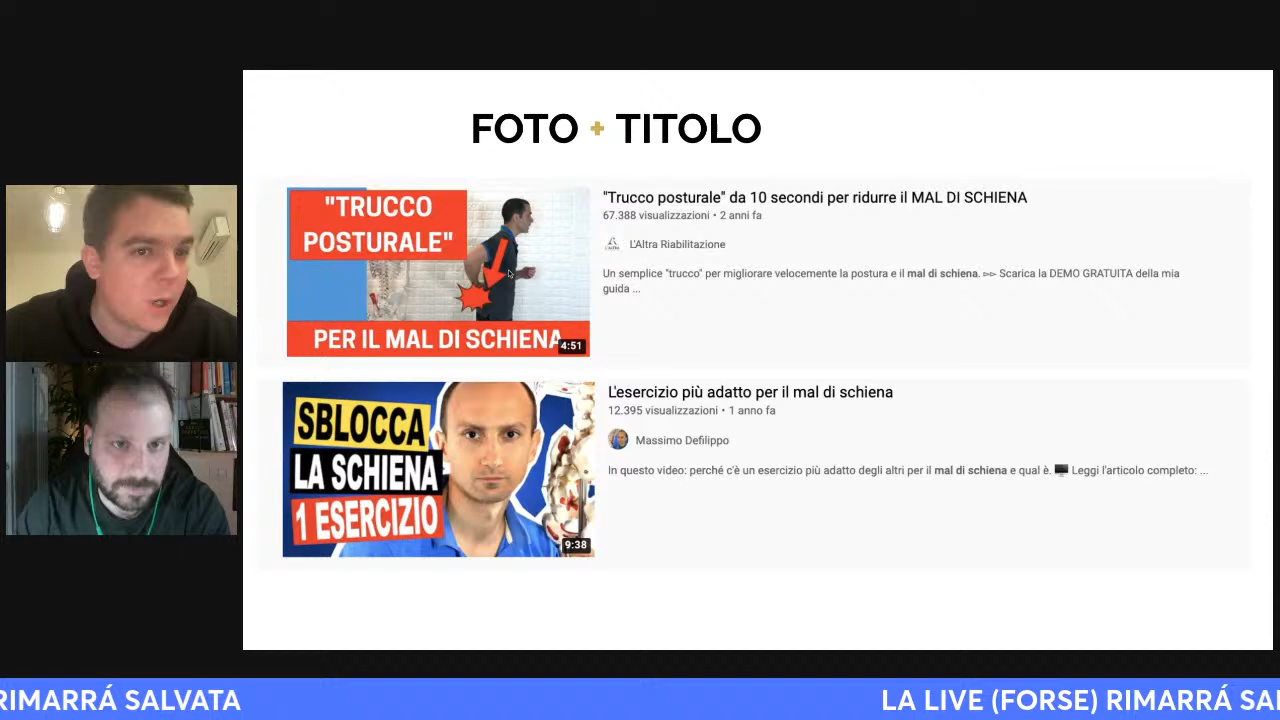 FOTO + TITOLO
"TRUCCO
POSTURALE"
PER IL MAL DI SCHIENA
4:51
"Trucco posturale" da 10 secondi per ridurre il MAL DI SCHIENA
67.388 visualizzazioni • 2 anni fa
L'Altra Riabilitazione
Un semplice "trucco" per migliorare velocemente la postura e il mal di schiena. ▻▻ Scarica la DEMO GRATUITA della mia
guida ...
SBLOCCA
LA SCHIENA
1 ESERCIZIO
9:38
L'esercizio più adatto per il mal di schiena
12.395 visualizzazioni • 1 anno fa
Massimo Defilippo
In questo video: perché c'è un esercizio più adatto degli altri per il mal di schiena e qual è. 🖥️ Leggi l'articolo completo: ...
RIMARRÁ SALVATA
LA LIVE (FORSE) RIMARRÁ SAL